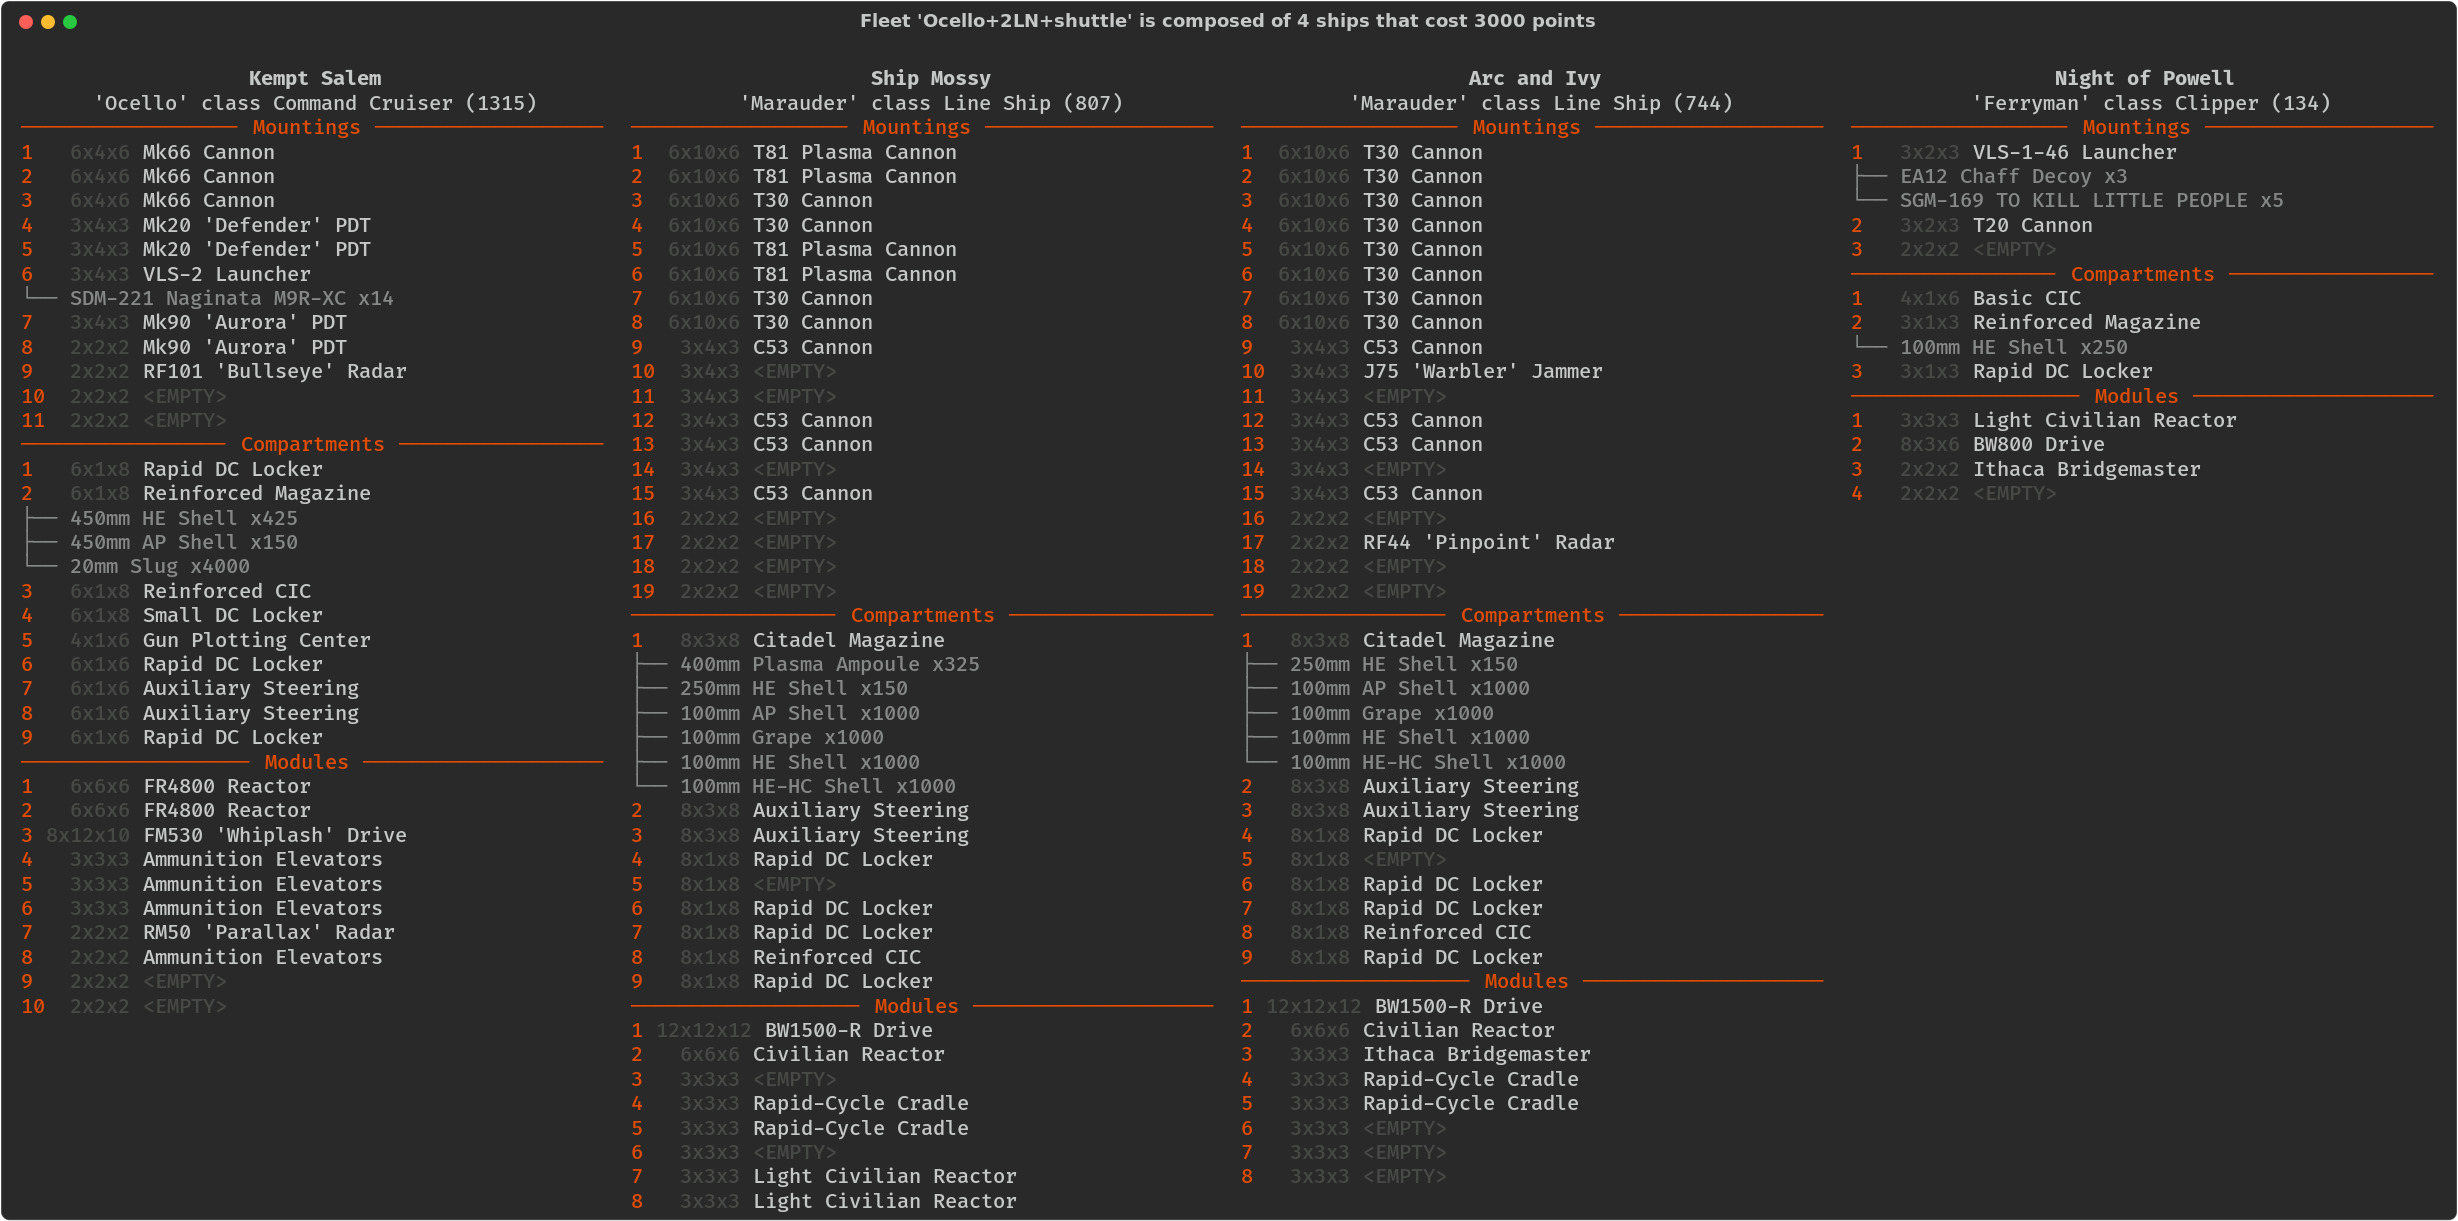 Fleet 'Ocello+2LN+shuttle' is composed of 4 ships that cost 3000 points
Kempt Salem
'Ocello' class Command Cruiser (1315)
Mountings
1 6x4x6 Mk66 Cannon
2 6x4x6 Mk66 Cannon
3 6x4x6 Mk66 Cannon
4 3x4x3 Mk20 'Defender' PDT
5 3x4x3 Mk20 'Defender' PDT
6 3x4x3 VLS-2 Launcher
SDM-221 Naginata M9R-XC x14
7 3x4x3 Mk90 'Aurora' PDT
8 2x2x2 Mk90 'Aurora' PDT
9 2x2x2 RF101 'Bullseye' Radar
10 2x2x2 <EMPTY>
11 2x2x2 <EMPTY>
Compartments
1 6x1x8 Rapid DC Locker
2 6x1x8 Reinforced Magazine
450mm HE Shell x425
450mm AP Shell x150
20mm Slug x4000
3 6x1x8 Reinforced CIC
4 6x1x8 Small DC Locker
5 4x1x6 Gun Plotting Center
6 6x1x6 Rapid DC Locker
7 6x1x6 Auxiliary Steering
8 6x1x6 Auxiliary Steering
9 6x1x6 Rapid DC Locker
Modules
1 6x6x6 FR4800 Reactor
2 6x6x6 FR4800 Reactor
3 8x12x10 FM530 'Whiplash' Drive
4 3x3x3 Ammunition Elevators
5 3x3x3 Ammunition Elevators
6 3x3x3 Ammunition Elevators
7 2x2x2 RM50 'Parallax' Radar
8 2x2x2 Ammunition Elevators
9 2x2x2 <EMPTY>
10 2x2x2 <EMPTY>
Ship Mossy
'Marauder' class Line Ship (807)
Mountings
1 6x10x6 T81 Plasma Cannon
2 6x10x6 T81 Plasma Cannon
3 6x10x6 T30 Cannon
4 6x10x6 T30 Cannon
5 6x10x6 T81 Plasma Cannon
6 6x10x6 T81 Plasma Cannon
7 6x10x6 T30 Cannon
8 6x10x6 T30 Cannon
9 3x4x3 C53 Cannon
10 3x4x3 <EMPTY>
11 3x4x3 <EMPTY>
12 3x4x3 C53 Cannon
13 3x4x3 C53 Cannon
14 3x4x3 <EMPTY>
15 3x4x3 C53 Cannon
16 2x2x2 <EMPTY>
17 2x2x2 <EMPTY>
18 2x2x2 <EMPTY>
19 2x2x2 <EMPTY>
Compartments
1 8x3x8 Citadel Magazine
400mm Plasma Ampoule x325
250mm HE Shell x150
100mm AP Shell x1000
100mm Grape x1000
100mm HE Shell x1000
100mm HE-HC Shell x1000
2 8x3x8 Auxiliary Steering
3 8x3x8 Auxiliary Steering
4 8x1x8 Rapid DC Locker
5 8x1x8 <EMPTY>
6 8x1x8 Rapid DC Locker
7 8x1x8 Rapid DC Locker
8 8x1x8 Reinforced CIC
9 8x1x8 Rapid DC Locker
Modules
1 12x12x12 BW1500-R Drive
2 6x6x6 Civilian Reactor
3 3x3x3 <EMPTY>
4 3x3x3 Rapid-Cycle Cradle
5 3x3x3 Rapid-Cycle Cradle
6 3x3x3 <EMPTY>
7 3x3x3 Light Civilian Reactor
8 3x3x3 Light Civilian Reactor
Arc and Ivy
'Marauder' class Line Ship (744)
Mountings
1 6x10x6 T30 Cannon
2 6x10x6 T30 Cannon
3 6x10x6 T30 Cannon
4 6x10x6 T30 Cannon
5 6x10x6 T30 Cannon
6 6x10x6 T30 Cannon
7 6x10x6 T30 Cannon
8 6x10x6 T30 Cannon
9 3x4x3 C53 Cannon
10 3x4x3 J75 'Warbler' Jammer
11 3x4x3 <EMPTY>
12 3x4x3 C53 Cannon
13 3x4x3 C53 Cannon
14 3x4x3 <EMPTY>
15 3x4x3 C53 Cannon
16 2x2x2 <EMPTY>
17 2x2x2 RF44 'Pinpoint' Radar
18 2x2x2 <EMPTY>
19 2x2x2 <EMPTY>
Compartments
1 8x3x8 Citadel Magazine
250mm HE Shell x150
100mm AP Shell x1000
100mm Grape x1000
100mm HE Shell x1000
100mm HE-HC Shell x1000
2 8x3x8 Auxiliary Steering
3 8x3x8 Auxiliary Steering
4 8x1x8 Rapid DC Locker
5 8x1x8 <EMPTY>
6 8x1x8 Rapid DC Locker
7 8x1x8 Rapid DC Locker
8 8x1x8 Reinforced CIC
9 8x1x8 Rapid DC Locker
Modules
1 12x12x12 BW1500-R Drive
2 6x6x6 Civilian Reactor
3 3x3x3 Ithaca Bridgemaster
4 3x3x3 Rapid-Cycle Cradle
5 3x3x3 Rapid-Cycle Cradle
6 3x3x3 <EMPTY>
7 3x3x3 <EMPTY>
8 3x3x3 <EMPTY>
Night of Powell
'Ferryman' class Clipper (134)
Mountings
1 3x2x3 VLS-1-46 Launcher
EA12 Chaff Decoy x3
SGM-169 TO KILL LITTLE PEOPLE x5
2 3x2x3 T20 Cannon
3 2x2x2 <EMPTY>
Compartments
1 4x1x6 Basic CIC
2 3x1x3 Reinforced Magazine
100mm HE Shell x250
3 3x1x3 Rapid DC Locker
Modules
1 3x3x3 Light Civilian Reactor
2 8x3x6 BW800 Drive
3 2x2x2 Ithaca Bridgemaster
4 2x2x2 <EMPTY>